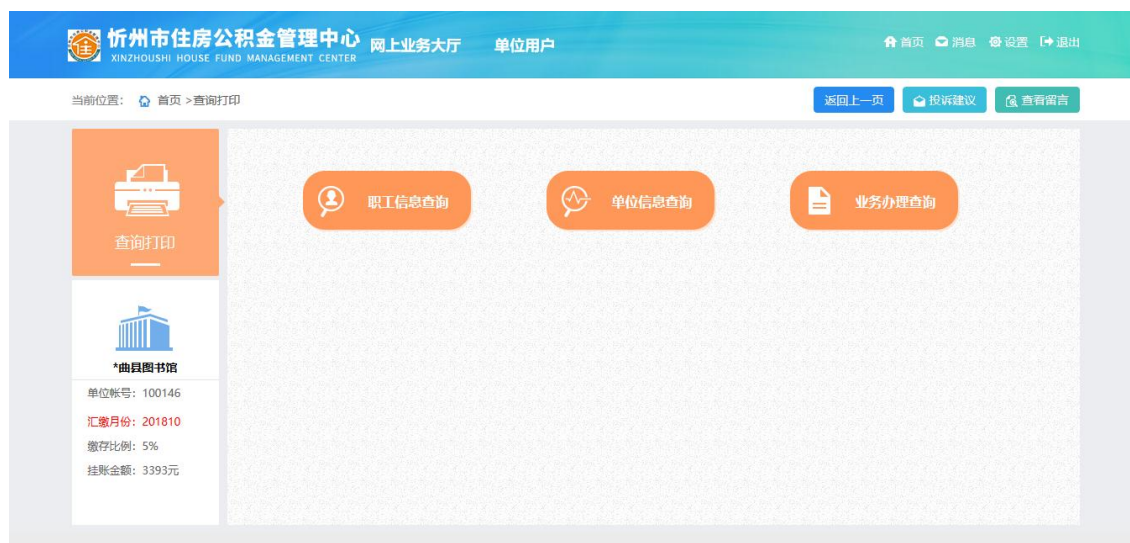 忻州市住房公积金管理中心 网上业务大厅 单位用户 首页 消息 设置 退出
XINZHOUSHI HOUSE FUND MANAGEMENT CENTER
当前位置: 首页 >查询打印 返回上一页 投诉建议 查看留言
职工信息查询 单位信息查询 业务办理查询
查询打印
*曲县图书馆
单位帐号: 100146
汇缴月份: 201810
缴存比例: 5%
挂账金额: 3393元